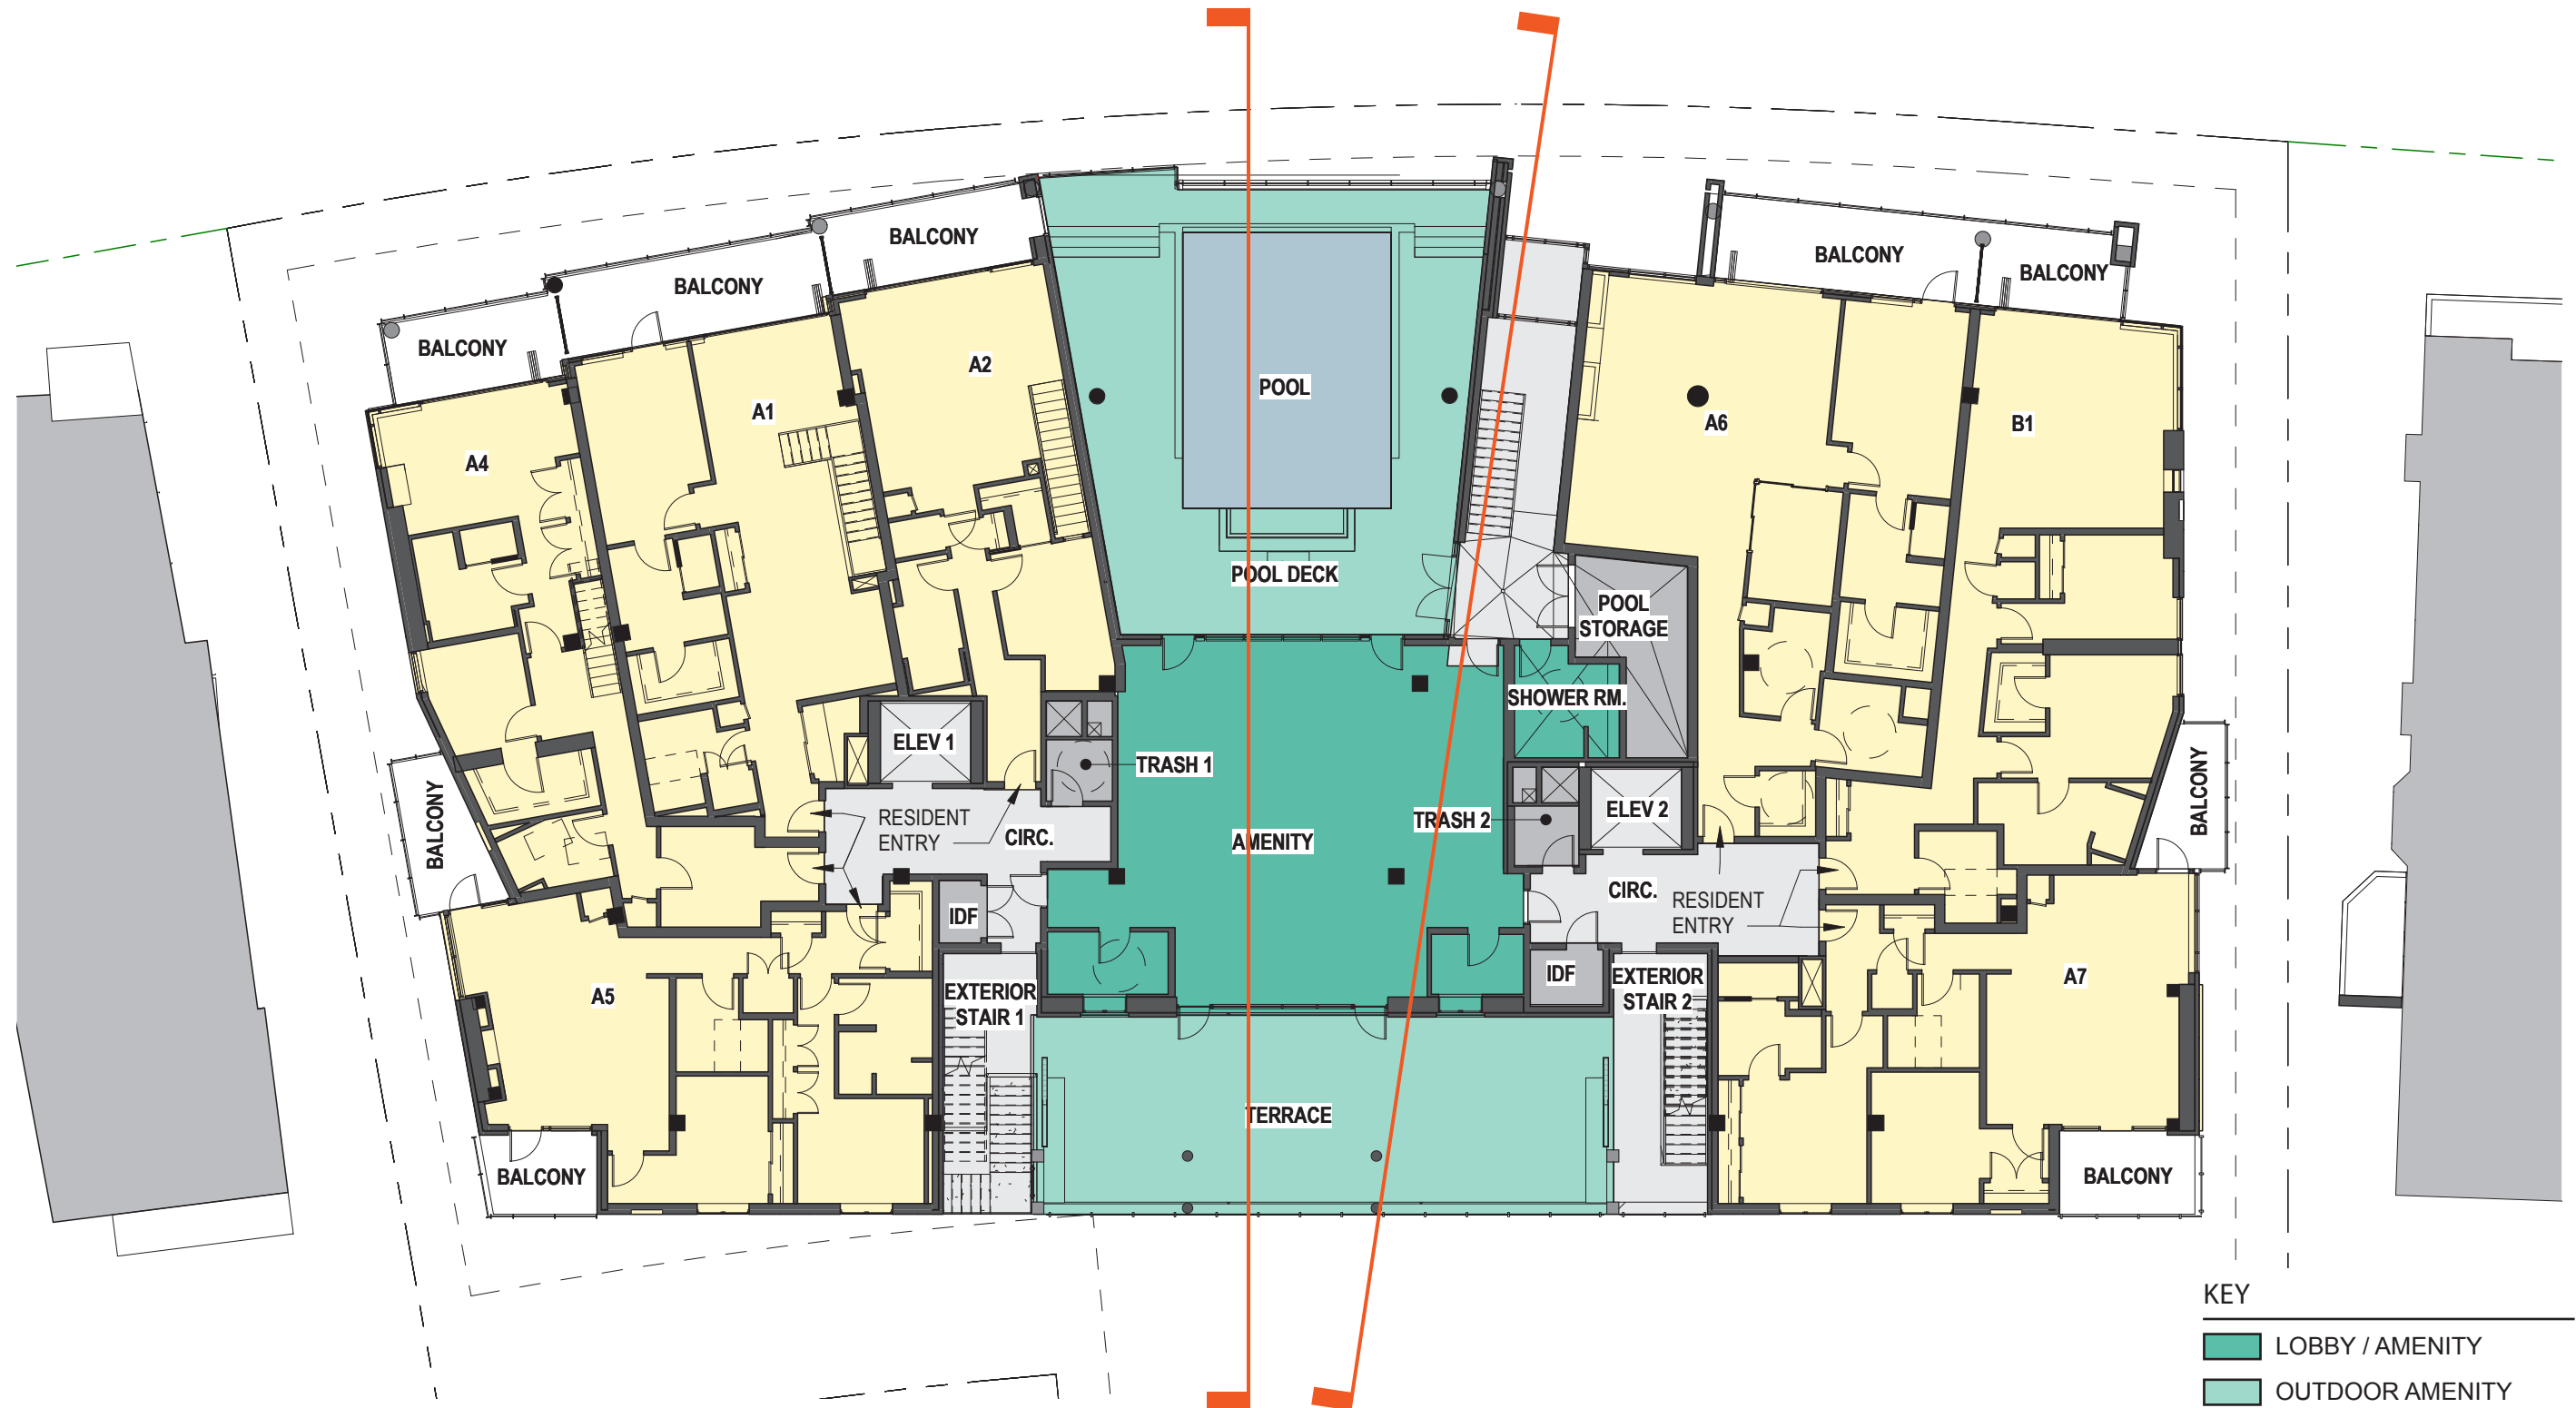 BALCONY
BALCONY
BALCONY
BALCONY
BALCONY
A2
POOL
A1
A6
B1
A4
POOL DECK
POOL
STORAGE
SHOWER RM.
ELEV 1
TRASH 1
BALCONY
BALCONY
ELEV 2
TRASH 2
RESIDENT
ENTRY
CIRC.
AMENITY
CIRC.
RESIDENT
ENTRY
IDF
IDF
A5
EXTERIOR
STAIR 1
EXTERIOR
STAIR 2
A7
TERRACE
BALCONY
BALCONY
KEY
LOBBY / AMENITY
OUTDOOR AMENITY